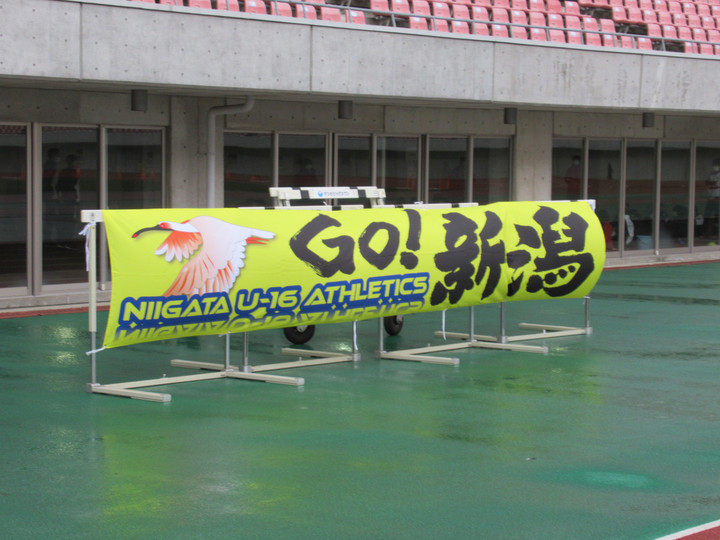 GO! 新潟
NIIGATA U-16 ATHLETICS